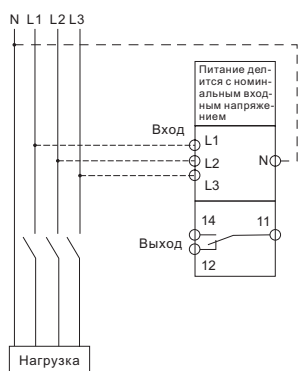 N L1 L2 L3
Питание дел-
ится с номин-
альным вход-
ным напряже-
нием
Вход
L1
L2
N
L3
14
11
Выход
12
Нагрузка